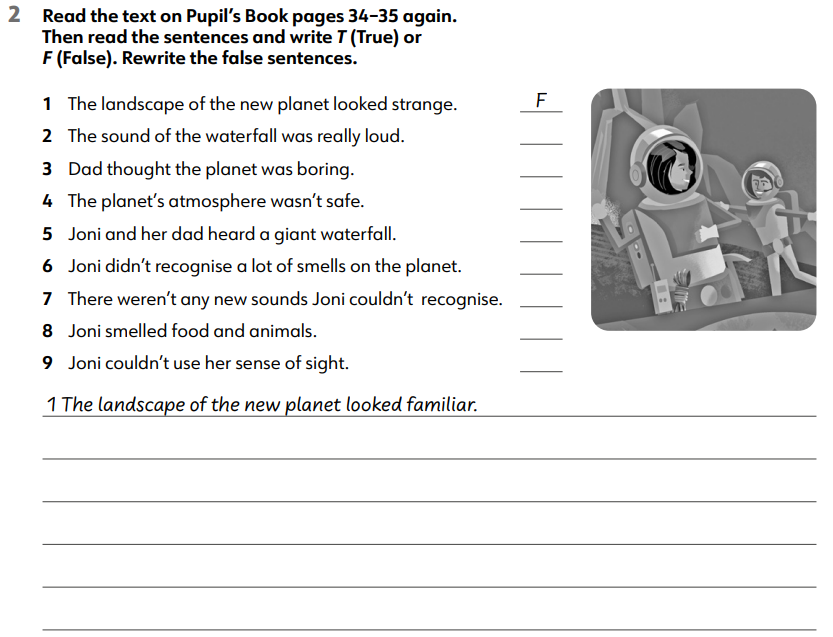 2 Read the text on Pupil's Book pages 34–35 again.
Then read the sentences and write T (True) or
F (False). Rewrite the false sentences.
1 The landscape of the new planet looked strange. F
2 The sound of the waterfall was really loud.
3 Dad thought the planet was boring.
4 The planet's atmosphere wasn't safe.
5 Joni and her dad heard a giant waterfall.
6 Joni didn't recognise a lot of smells on the planet.
7 There weren't any new sounds Joni couldn't recognise.
8 Joni smelled food and animals.
9 Joni couldn't use her sense of sight.
1 The landscape of the new planet looked familiar.